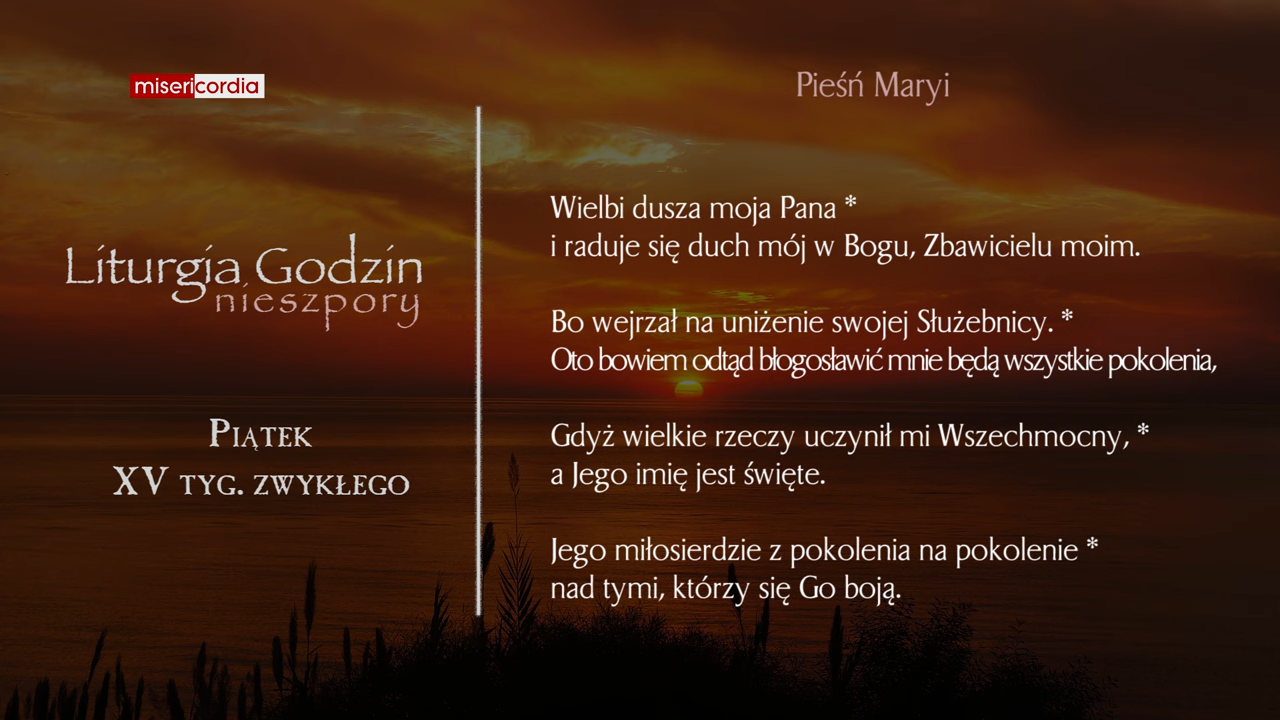 misericordia
Liturgia Godzin
nieszpory
Piątek
XV tyg. zwykłego
Pieśń Maryi
Wielbi dusza moja Pana *
i raduje się duch mój w Bogu, Zbawicielu moim.
Bo wejrzał na uniżenie swojej Służebnicy. *
Oto bowiem odtąd błogosławić mnie będą wszystkie pokolenia,
Gdyż wielkie rzeczy uczynił mi Wszechmocny, *
a Jego imię jest święte.
Jego miłosierdzie z pokolenia na pokolenie *
nad tymi, którzy się Go boją.